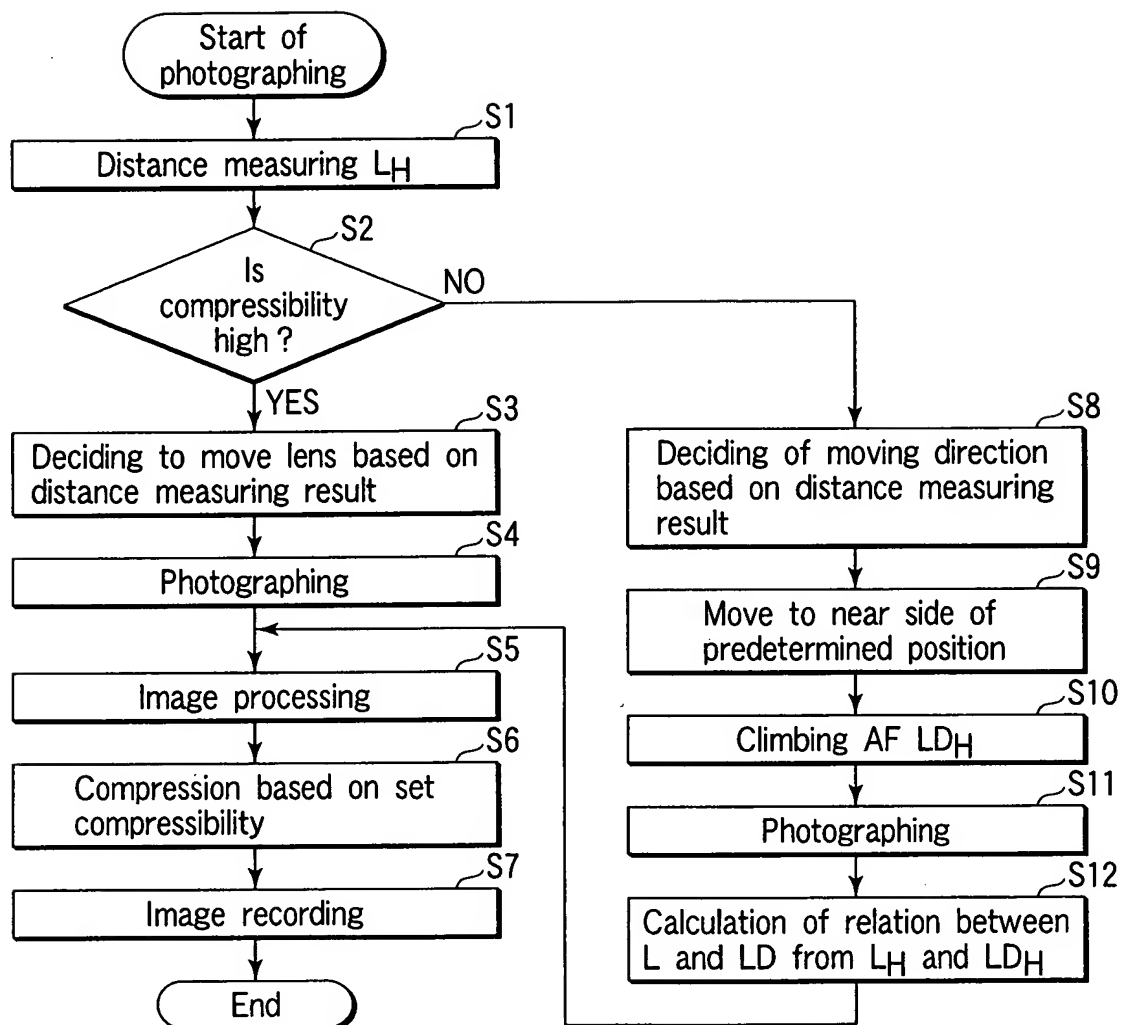 Start of
photographing
S1
Distance measuring LH
S2
Is
compressibility
high ?
NO
YES
S3
Deciding to move lens based on
distance measuring result
S4
Photographing
S5
Image processing
S6
Compression based on set
compressibility
S7
Image recording
End
S8
Deciding of moving direction
based on distance measuring
result
S9
Move to near side of
predetermined position
S10
Climbing AF LDH
S11
Photographing
S12
Calculation of relation between
L and LD from LH and LDH